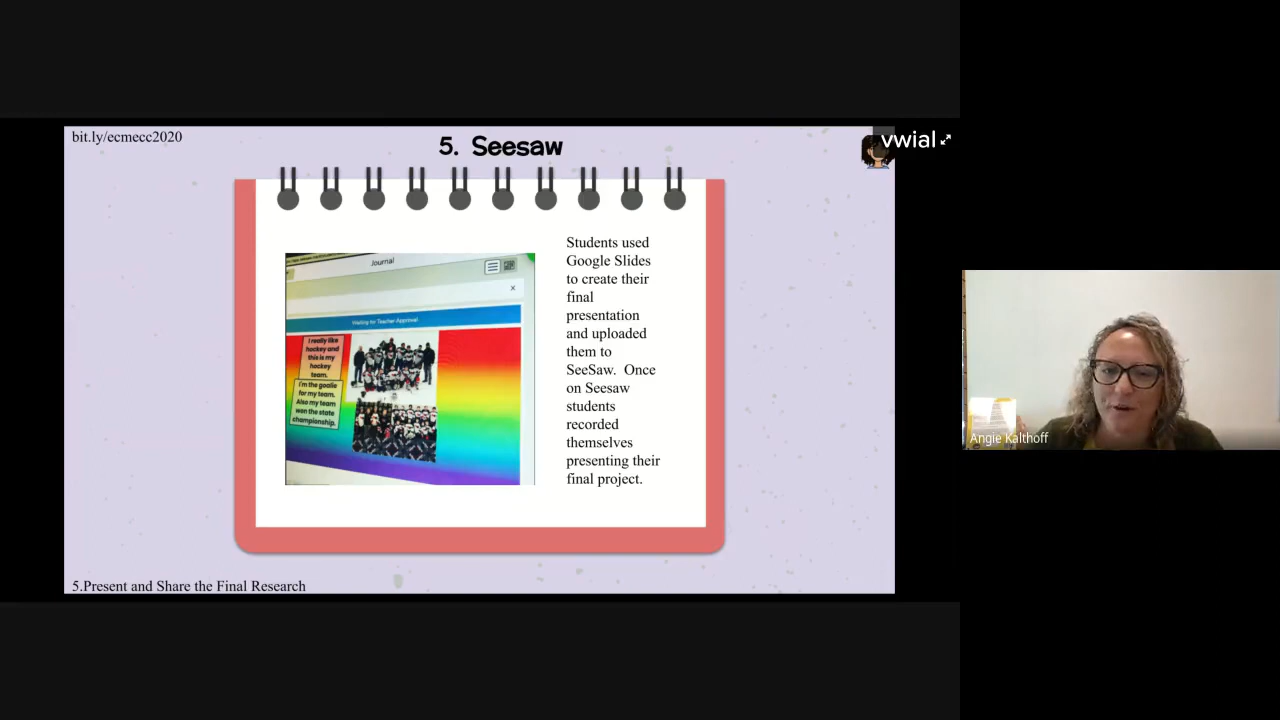 bit.ly/ecmecc2020
5. Seesaw
vwial
Students used
Google Slides
to create their
final
presentation
and uploaded
them to
SeeSaw.  Once
on Seesaw
students
recorded
themselves
presenting their
final project.
Journal
Waiting for Teacher Approval
I really like
hockey and
this is my
hockey
team.
I'm the goalie
for my team.
Also my team
won the state
championship.
5.Present and Share the Final Research
Angie Kalthoff